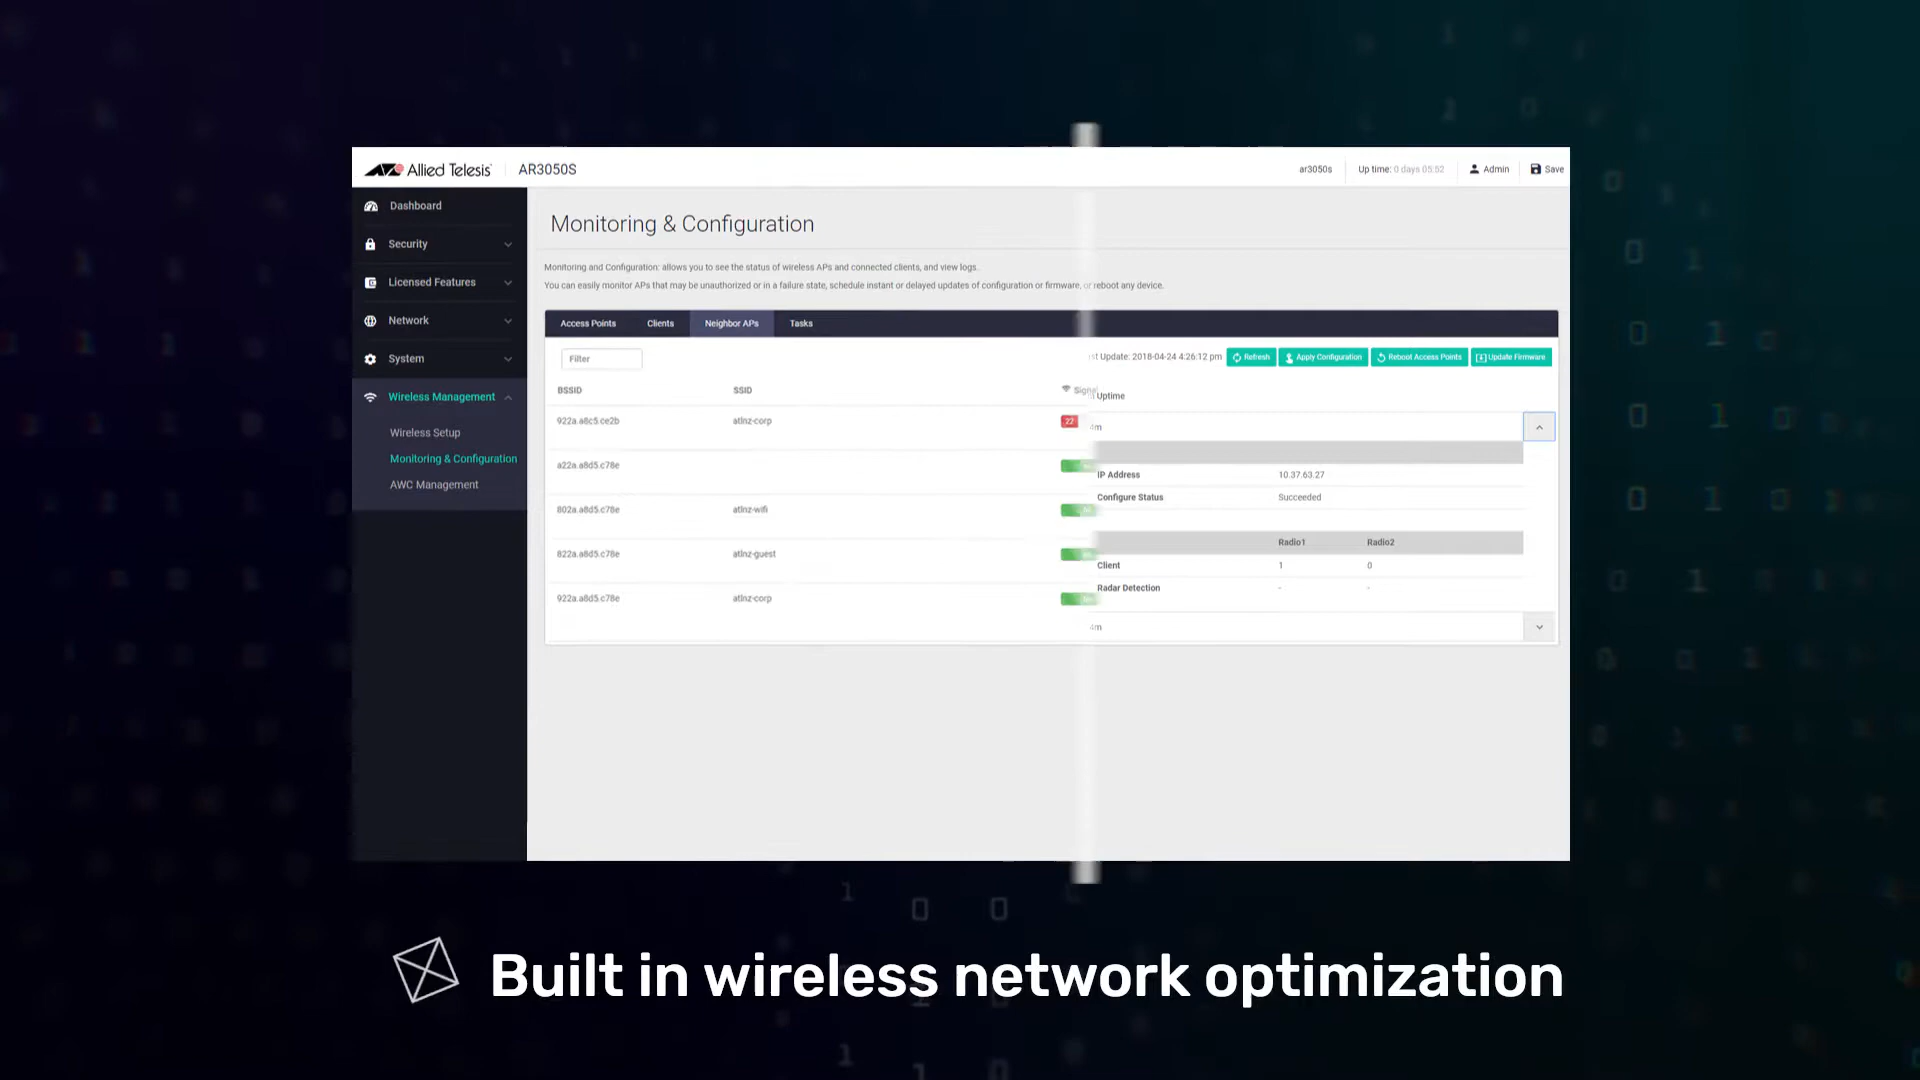 Allied Telesis AR3050S
ar3050s Up time: 0 days 05:52 Admin Save
Dashboard
Security
Licensed Features
Network
System
Wireless Management
Wireless Setup
Monitoring & Configuration
AWC Management
Monitoring & Configuration
Monitoring and Configuration: allows you to see the status of wireless APs and connected clients, and view logs.
You can easily monitor APs that may be unauthorized or in a failure state, schedule instant or delayed updates of configuration or firmware, or reboot any device.
Access Points Clients Neighbor APs Tasks
Filter
st Update: 2018-04-24 4:26:12 pm Refresh Apply Configuration Reboot Access Points Update Firmware
BSSID SSID Signal
Uptime
922a.a8c5.ce2b atlnz-corp 22
4m
a22a.a8d5.c78e
IP Address 10.37.63.27
Configure Status Succeeded
802a.a8d5.c78e atlnz-wifi
Radio1 Radio2
822a.a8d5.c78e atlnz-guest
Client 1 0
Radar Detection - -
922a.a8d5.c78e atlnz-corp
4m
Built in wireless network optimization